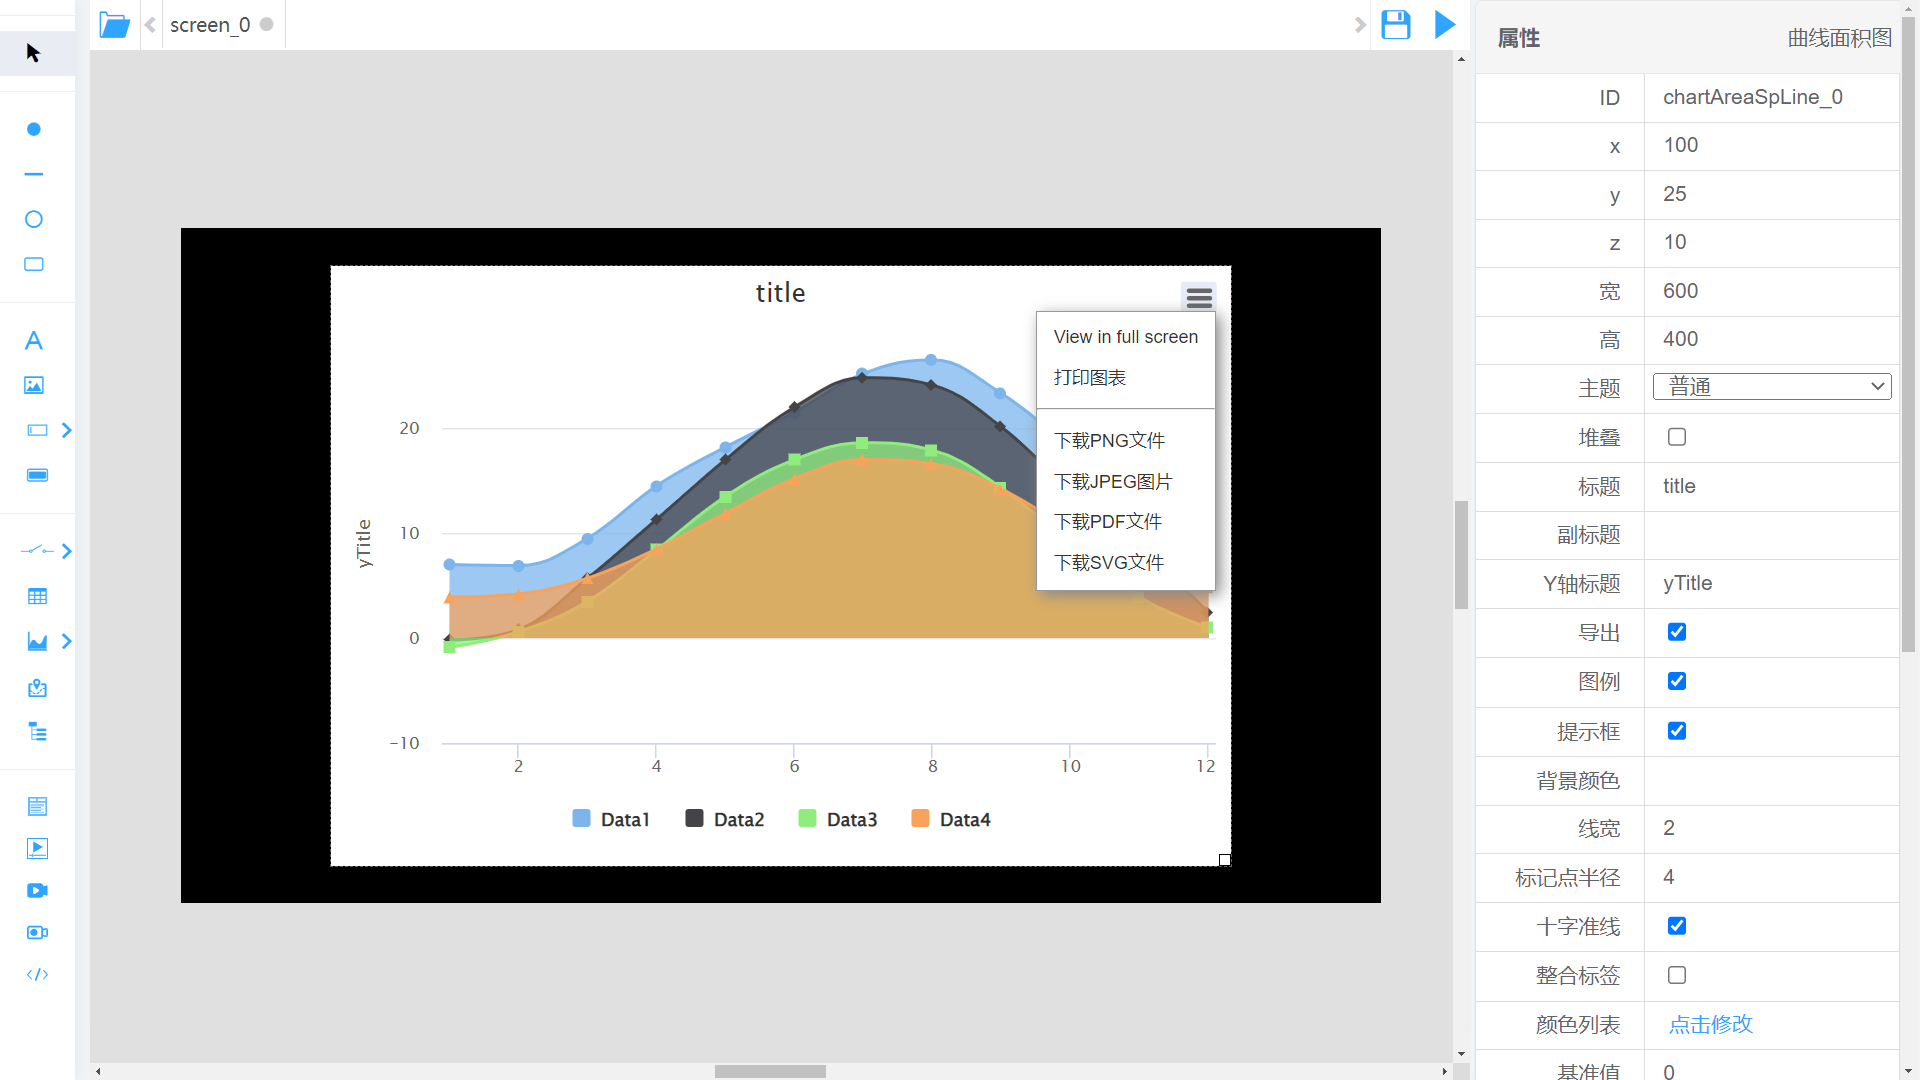 screen_0
属性
曲线面积图
ID
chartAreaSpLine_0
x
100
y
25
z
10
宽
600
高
400
主题
普通
堆叠
标题
title
副标题
Y轴标题
yTitle
导出
图例
提示框
背景颜色
线宽
2
标记点半径
4
十字准线
整合标签
颜色列表
点击修改
基准值
0
title
View in full screen
打印图表
下载PNG文件
下载JPEG图片
下载PDF文件
下载SVG文件
yTitle
20
10
0
-10
2
4
6
8
10
12
Data1
Data2
Data3
Data4